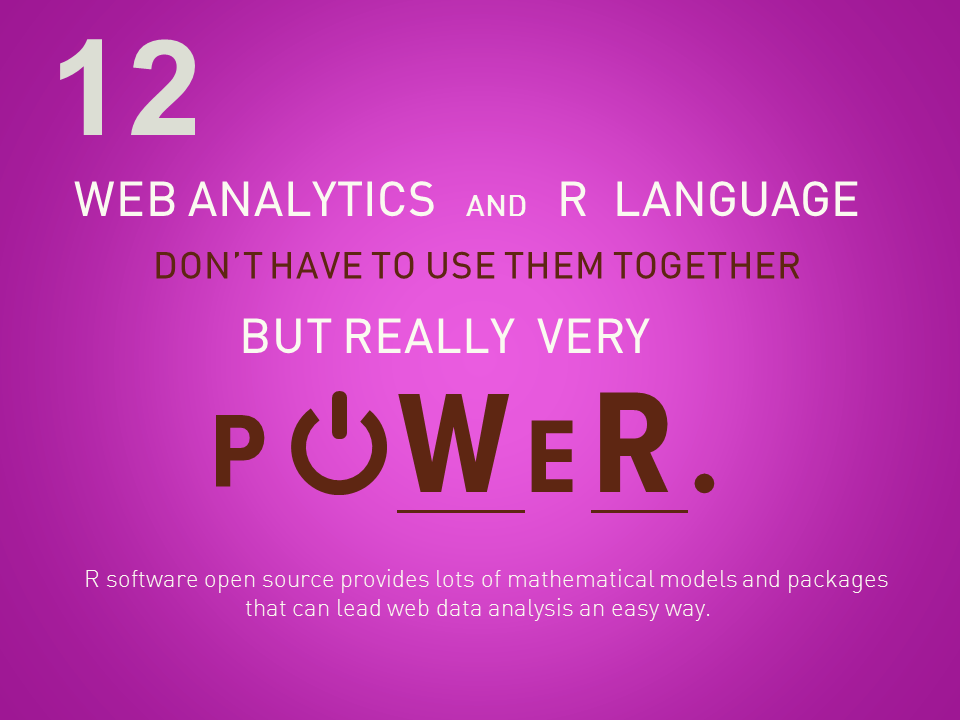 12
WEB ANALYTICS AND R LANGUAGE
DON'T HAVE TO USE THEM TOGETHER
BUT REALLY VERY
POWER.
R software open source provides lots of mathematical models and packages
that can lead web data analysis an easy way.